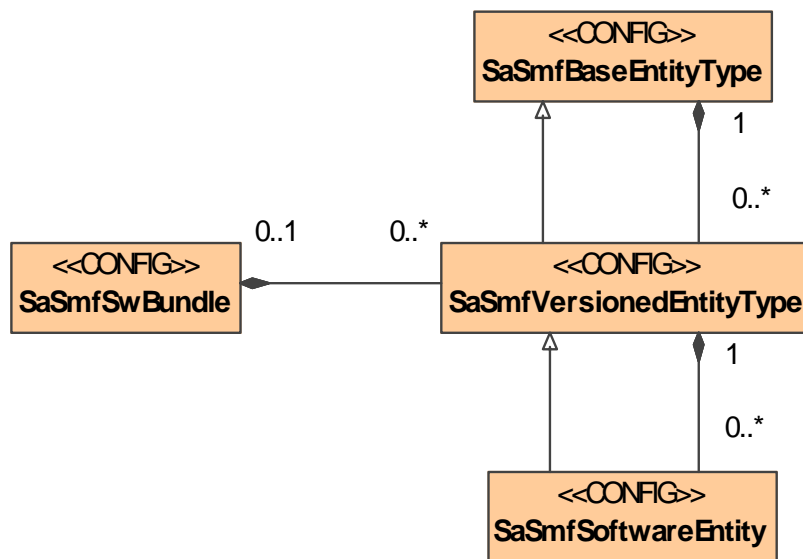 <<CONFIG>>
SaSmfBaseEntityType
1
0..*
0..1
0..*
<<CONFIG>>
SaSmfSwBundle
<<CONFIG>>
SaSmfVersionedEntityType
1
0..*
<<CONFIG>>
SaSmfSoftwareEntity